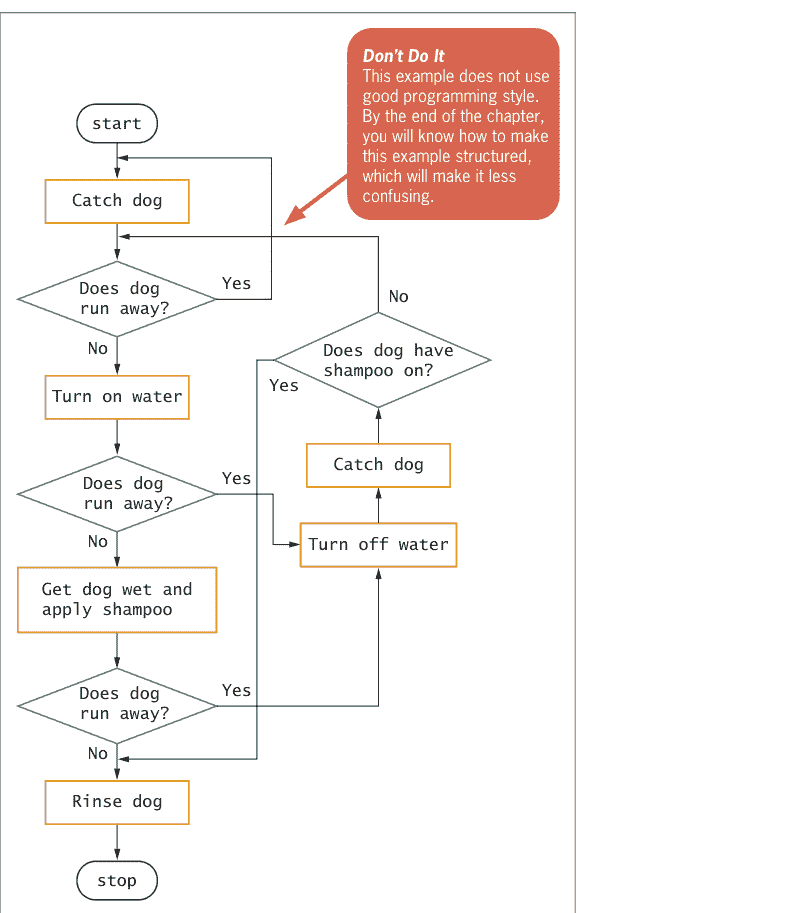 Don't Do It
This example does not use
good programming style.
By the end of the chapter,
you will know how to make
this example structured,
which will make it less
confusing.
start
Catch dog
Does dog
run away?
Yes
No
Turn on water
Does dog
run away?
Yes
No
Get dog wet and
apply shampoo
Does dog
run away?
Yes
No
Rinse dog
stop
No
Does dog have
shampoo on?
Yes
Catch dog
Turn off water